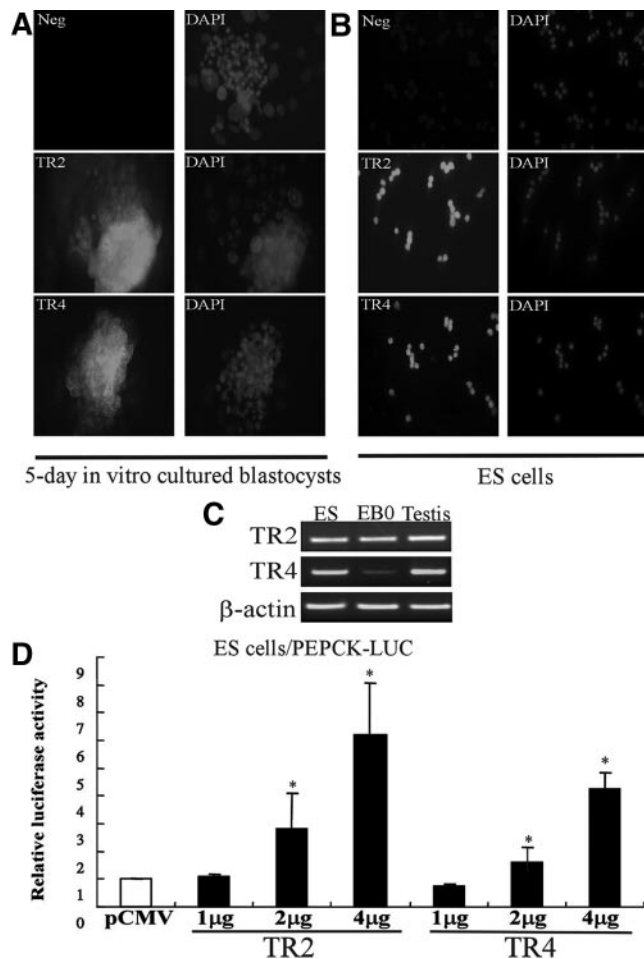 A
B
Neg
DAPI
Neg
DAPI
TR2
DAPI
TR2
DAPI
TR4
DAPI
TR4
DAPI
5-day in vitro cultured blastocysts
ES cells
C
ES EB0 Testis
TR2
TR4
β-actin
D
ES cells/PEPCK-LUC
Relative luciferase activity
9
8
7
6
5
4
3
2
1
0
*
*
*
*
pCMV
1μg 2μg 4μg 1μg 2μg 4μg
TR2 TR4